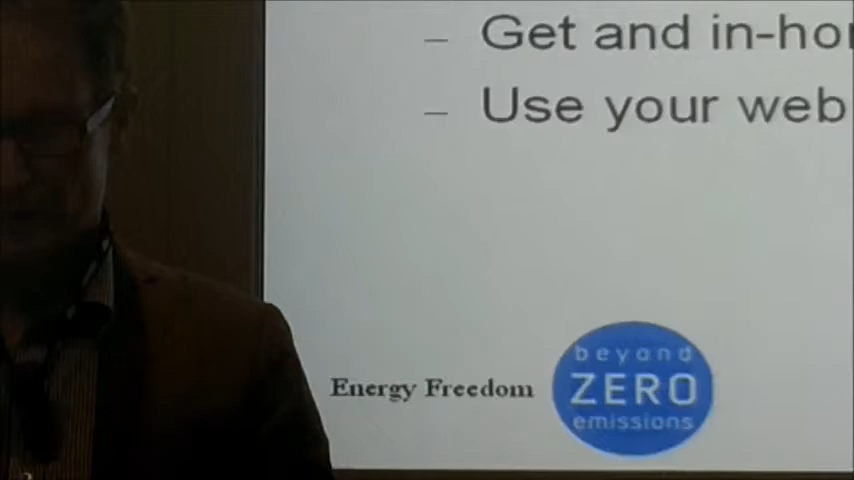 – Get and in-ho
– Use your web
Energy Freedom
beyond
ZERO
emissions